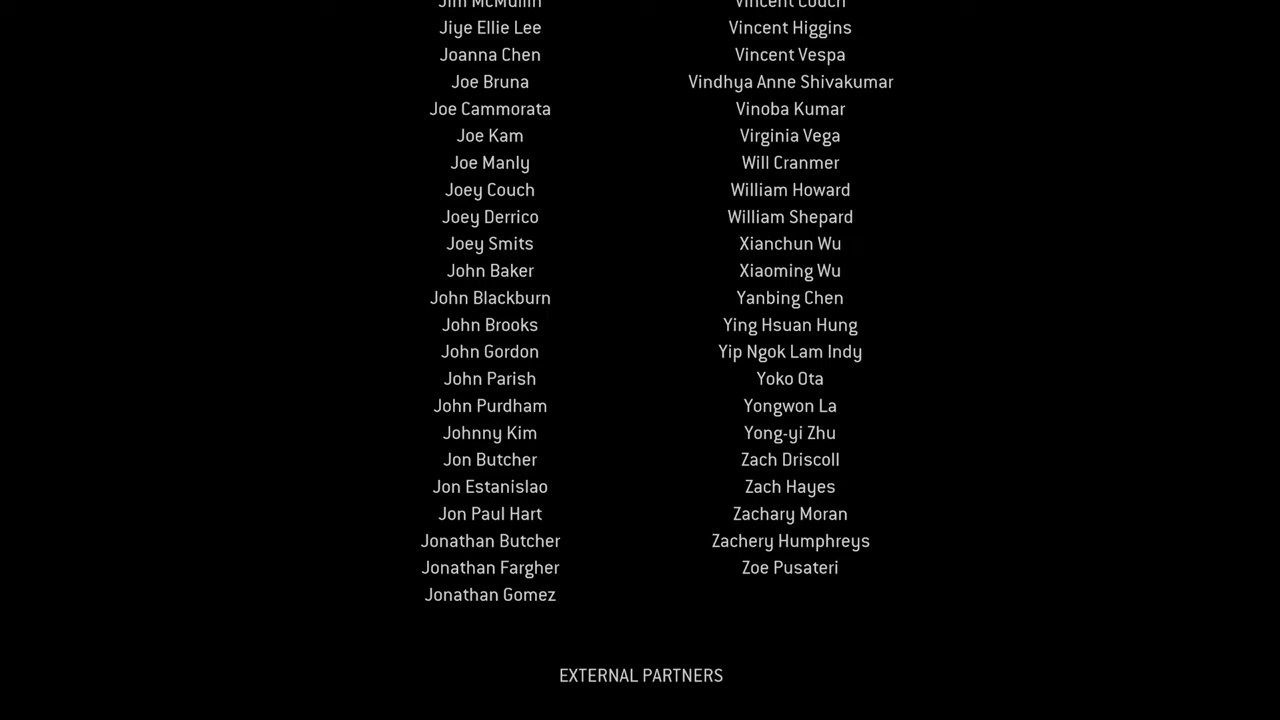 Jim McMullin
Jiye Ellie Lee
Joanna Chen
Joe Bruna
Joe Cammorata
Joe Kam
Joe Manly
Joey Couch
Joey Derrico
Joey Smits
John Baker
John Blackburn
John Brooks
John Gordon
John Parish
John Purdham
Johnny Kim
Jon Butcher
Jon Estanislao
Jon Paul Hart
Jonathan Butcher
Jonathan Fargher
Jonathan Gomez
Vincent Couch
Vincent Higgins
Vincent Vespa
Vindhya Anne Shivakumar
Vinoba Kumar
Virginia Vega
Will Cranmer
William Howard
William Shepard
Xianchun Wu
Xiaoming Wu
Yanbing Chen
Ying Hsuan Hung
Yip Ngok Lam Indy
Yoko Ota
Yongwon La
Yong-yi Zhu
Zach Driscoll
Zach Hayes
Zachary Moran
Zachery Humphreys
Zoe Pusateri
EXTERNAL PARTNERS